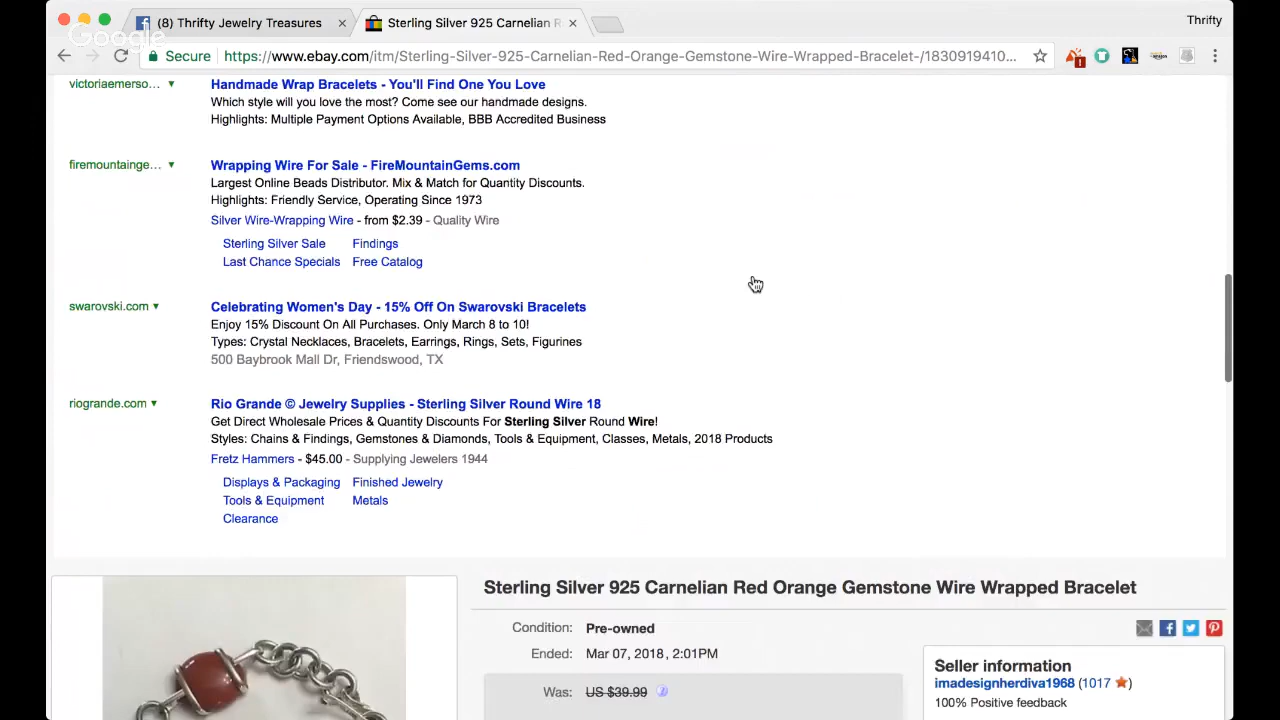 (8) Thrifty Jewelry Treasures
Sterling Silver 925 Carnelian R
Thrifty
Google
Secure
https://www.ebay.com/itm/Sterling-Silver-925-Carnelian-Red-Orange-Gemstone-Wire-Wrapped-Bracelet-/1830919410...
victoriaemerso...
Handmade Wrap Bracelets - You'll Find One You Love
Which style will you love the most? Come see our handmade designs.
Highlights: Multiple Payment Options Available, BBB Accredited Business
firemountainge...
Wrapping Wire For Sale - FireMountainGems.com
Largest Online Beads Distributor. Mix & Match for Quantity Discounts.
Highlights: Friendly Service, Operating Since 1973
Silver Wire-Wrapping Wire - from $2.39 - Quality Wire
Sterling Silver Sale Findings
Last Chance Specials Free Catalog
swarovski.com
Celebrating Women's Day - 15% Off On Swarovski Bracelets
Enjoy 15% Discount On All Purchases. Only March 8 to 10!
Types: Crystal Necklaces, Bracelets, Earrings, Rings, Sets, Figurines
500 Baybrook Mall Dr, Friendswood, TX
riogrande.com
Rio Grande © Jewelry Supplies - Sterling Silver Round Wire 18
Get Direct Wholesale Prices & Quantity Discounts For Sterling Silver Round Wire!
Styles: Chains & Findings, Gemstones & Diamonds, Tools & Equipment, Classes, Metals, 2018 Products
Fretz Hammers - $45.00 - Supplying Jewelers 1944
Displays & Packaging Finished Jewelry
Tools & Equipment Metals
Clearance
Sterling Silver 925 Carnelian Red Orange Gemstone Wire Wrapped Bracelet
Condition: Pre-owned
Ended: Mar 07, 2018 , 2:01PM
Was: US $39.99
Seller information
imadesignherdiva1968 (1017)
100% Positive feedback